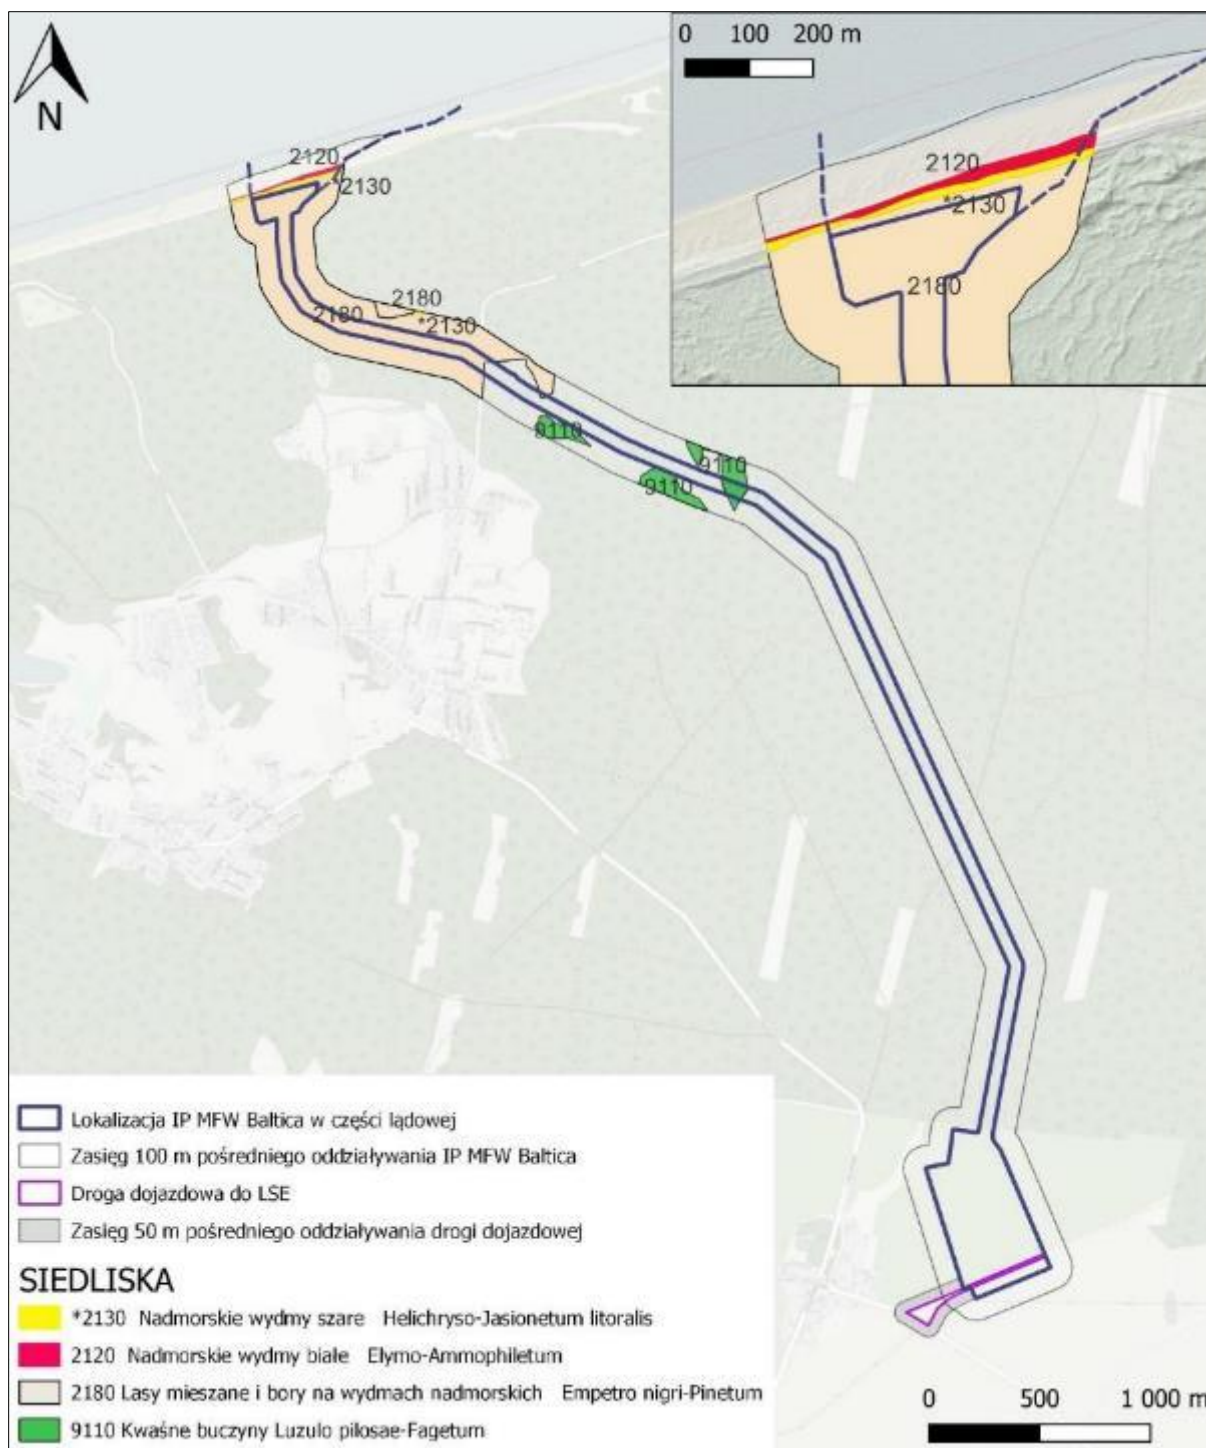 N
0 100 200 m
2120
*2130
2180
2120
2130
2180
2180
*2130
9110
9110
9110
Lokalizacja IP MFW Baltica w części lądowej
Zasięg 100 m pośredniego oddziaływania IP MFW Baltica
Droga dojazdowa do LSE
Zasięg 50 m pośredniego oddziaływania drogi dojazdowej
SIEDLISKA
*2130 Nadmorskie wydmy szare Helichryso-Jasionetum litoralis
2120 Nadmorskie wydmy białe Elymo-Ammophiletum
2180 Lasy mieszane i bory na wydmach nadmorskich Empetro nigri-Pinetum
9110 Kwaśne buczyny Luzulo pilosae-Fagetum
0 500 1 000 m